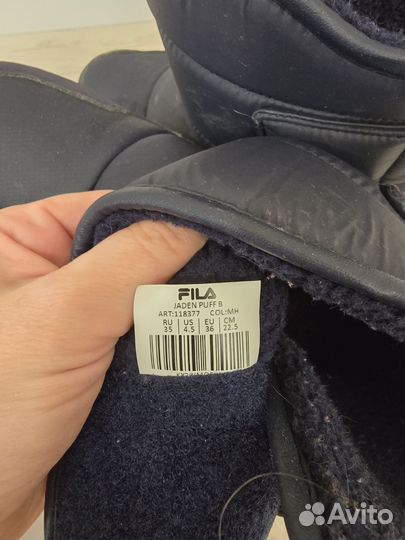 FILA
JADEN PUFF B
ART:118377 COL:MH
RU US EU CM
35 4.5 36 22.5
Avito